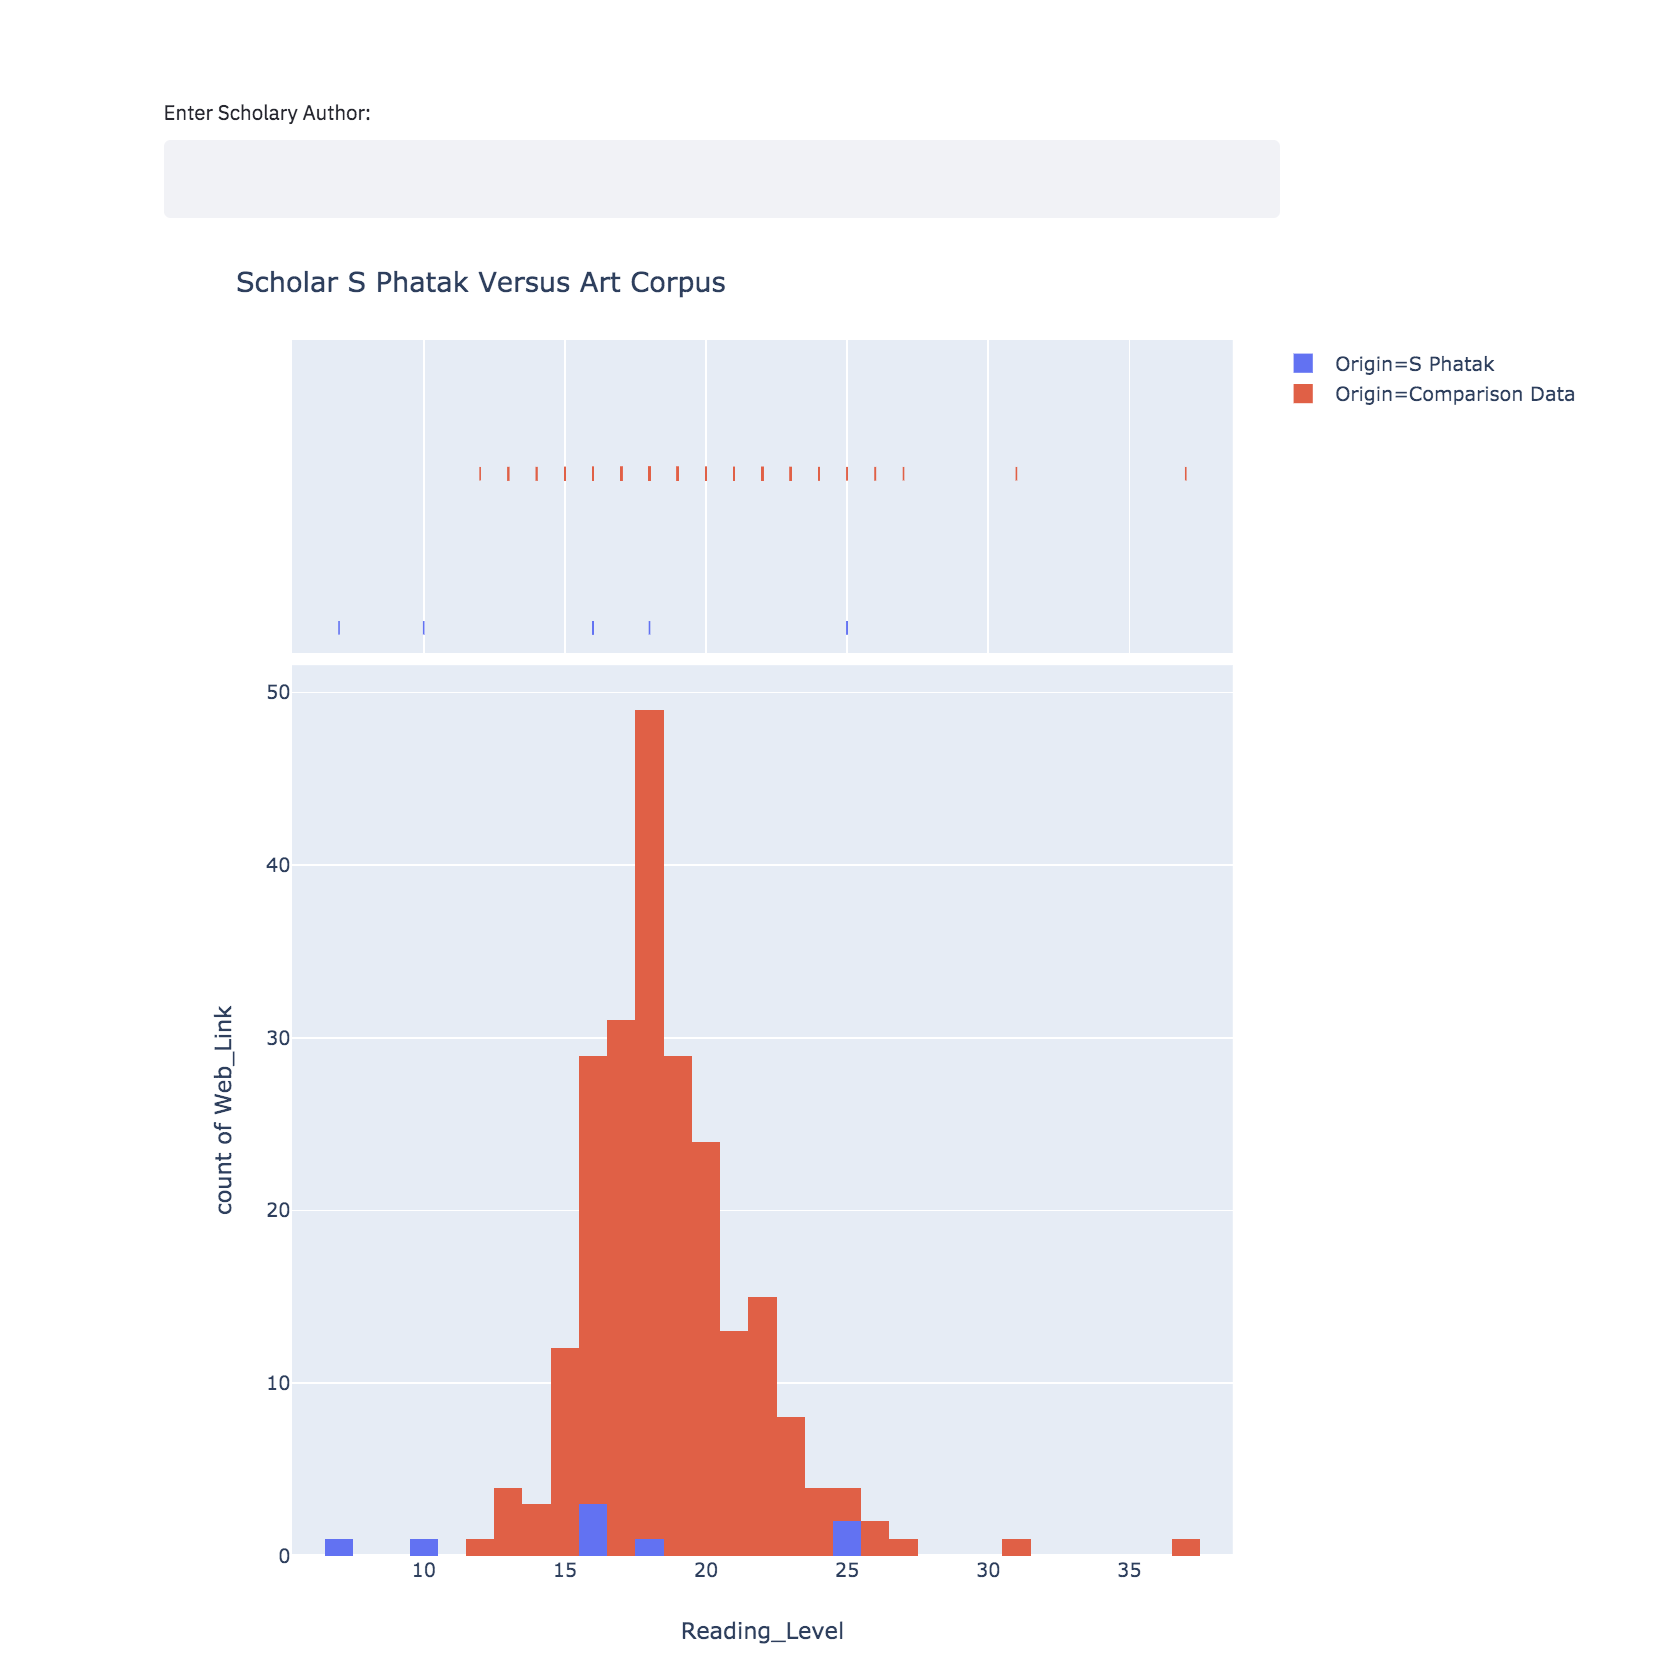 Enter Scholary Author:
Scholar S Phatak Versus Art Corpus
Origin=S Phatak
Origin=Comparison Data
50
40
30
20
10
0
count of Web_Link
10 15 20 25 30 35
Reading_Level